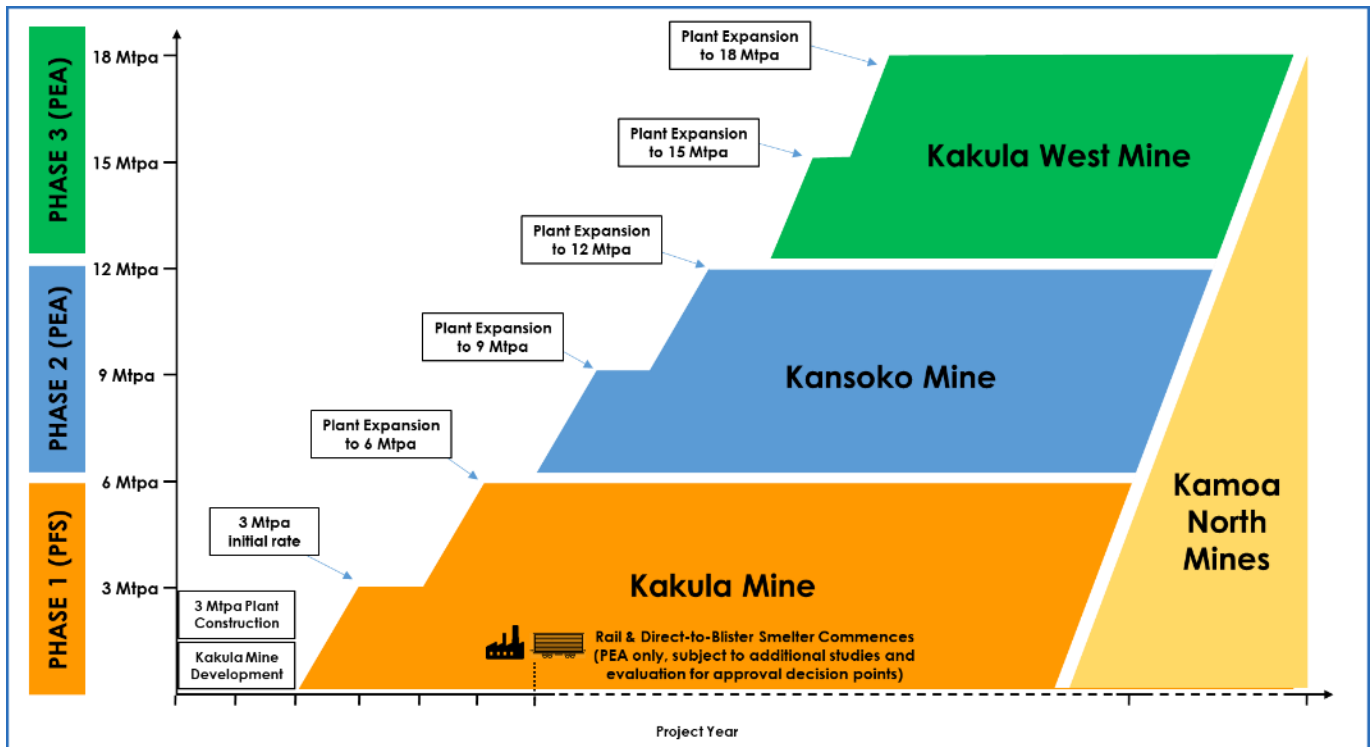 PHASE 3 (PEA)
PHASE 2 (PEA)
PHASE 1 (PFS)
18 Mtpa
15 Mtpa
12 Mtpa
9 Mtpa
6 Mtpa
3 Mtpa
Plant Expansion
to 18 Mtpa
Plant Expansion
to 15 Mtpa
Plant Expansion
to 12 Mtpa
Plant Expansion
to 9 Mtpa
Plant Expansion
to 6 Mtpa
3 Mtpa
initial rate
3 Mtpa Plant
Construction
Kakula Mine
Development
Kakula West Mine
Kansoko Mine
Kakula Mine
Kamoa
North
Mines
Rail & Direct-to-Blister Smelter Commences
(PEA only, subject to additional studies and
evaluation for approval decision points)
Project Year